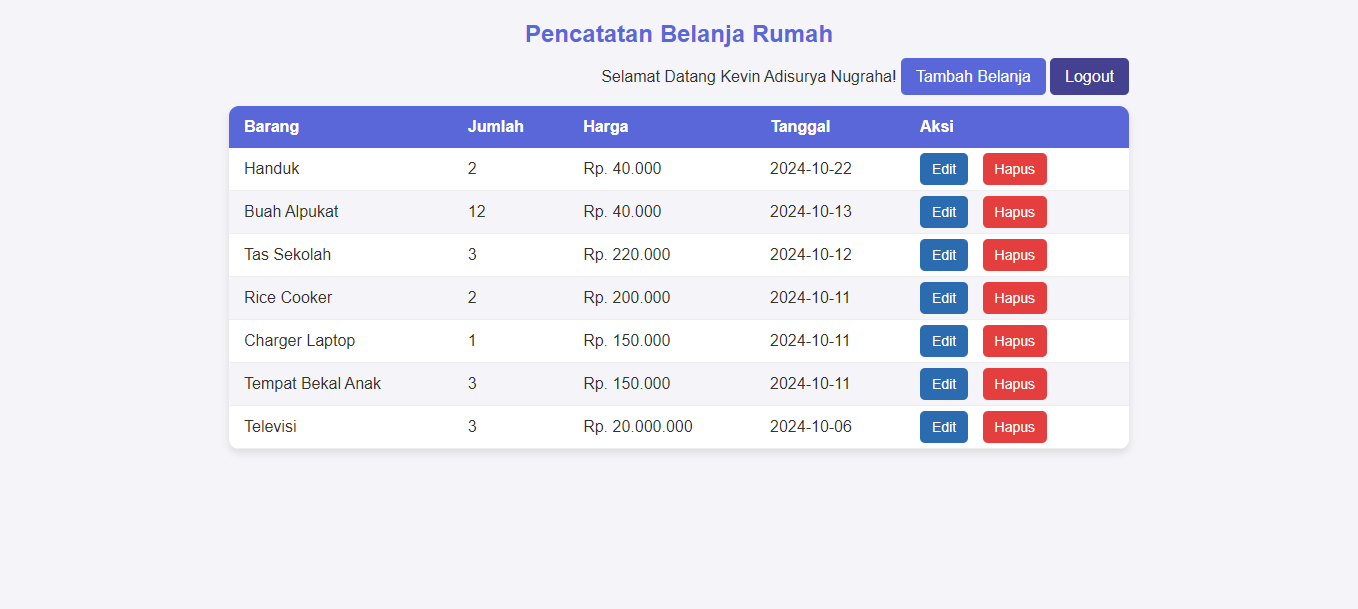 Pencatatan Belanja Rumah
Selamat Datang Kevin Adisurya Nugraha! Tambah Belanja Logout
Barang Jumlah Harga Tanggal Aksi
Handuk 2 Rp. 40.000 2024-10-22 Edit Hapus
Buah Alpukat 12 Rp. 40.000 2024-10-13 Edit Hapus
Tas Sekolah 3 Rp. 220.000 2024-10-12 Edit Hapus
Rice Cooker 2 Rp. 200.000 2024-10-11 Edit Hapus
Charger Laptop 1 Rp. 150.000 2024-10-11 Edit Hapus
Tempat Bekal Anak 3 Rp. 150.000 2024-10-11 Edit Hapus
Televisi 3 Rp. 20.000.000 2024-10-06 Edit Hapus